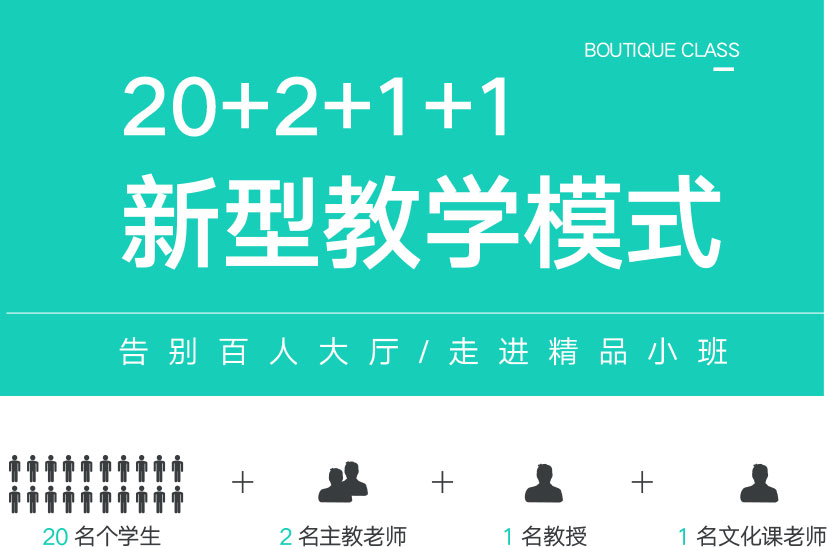 BOUTIQUE CLASS
20+2+1+1
新型教学模式
告别百人大厅/走进精品小班
20 名个学生 + 2 名主教老师 + 1 名教授 + 1 名文化课老师